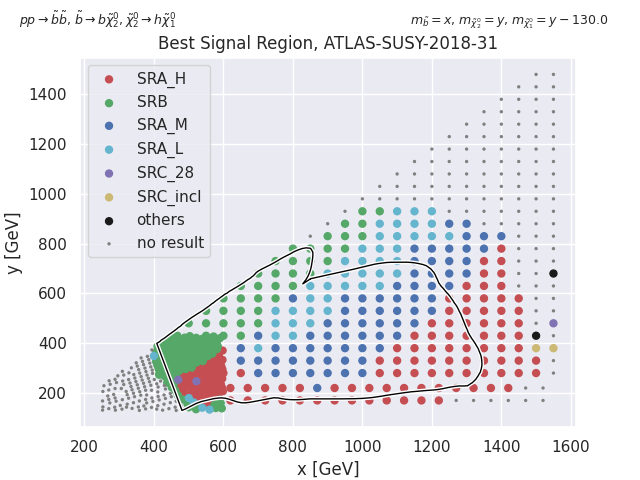 pp → b̃b̃, b̃ → bχ̃⁰₂, χ̃⁰₂ → hχ̃⁰₁
m_b̃ = x, m_χ̃⁰₂ = y, m_χ̃⁰₁ = y − 130.0
Best Signal Region, ATLAS-SUSY-2018-31
SRA_H
SRB
SRA_M
SRA_L
SRC_28
SRC_incl
others
no result
y [GeV]
1400
1200
1000
800
600
400
200
200 400 600 800 1000 1200 1400 1600
x [GeV]